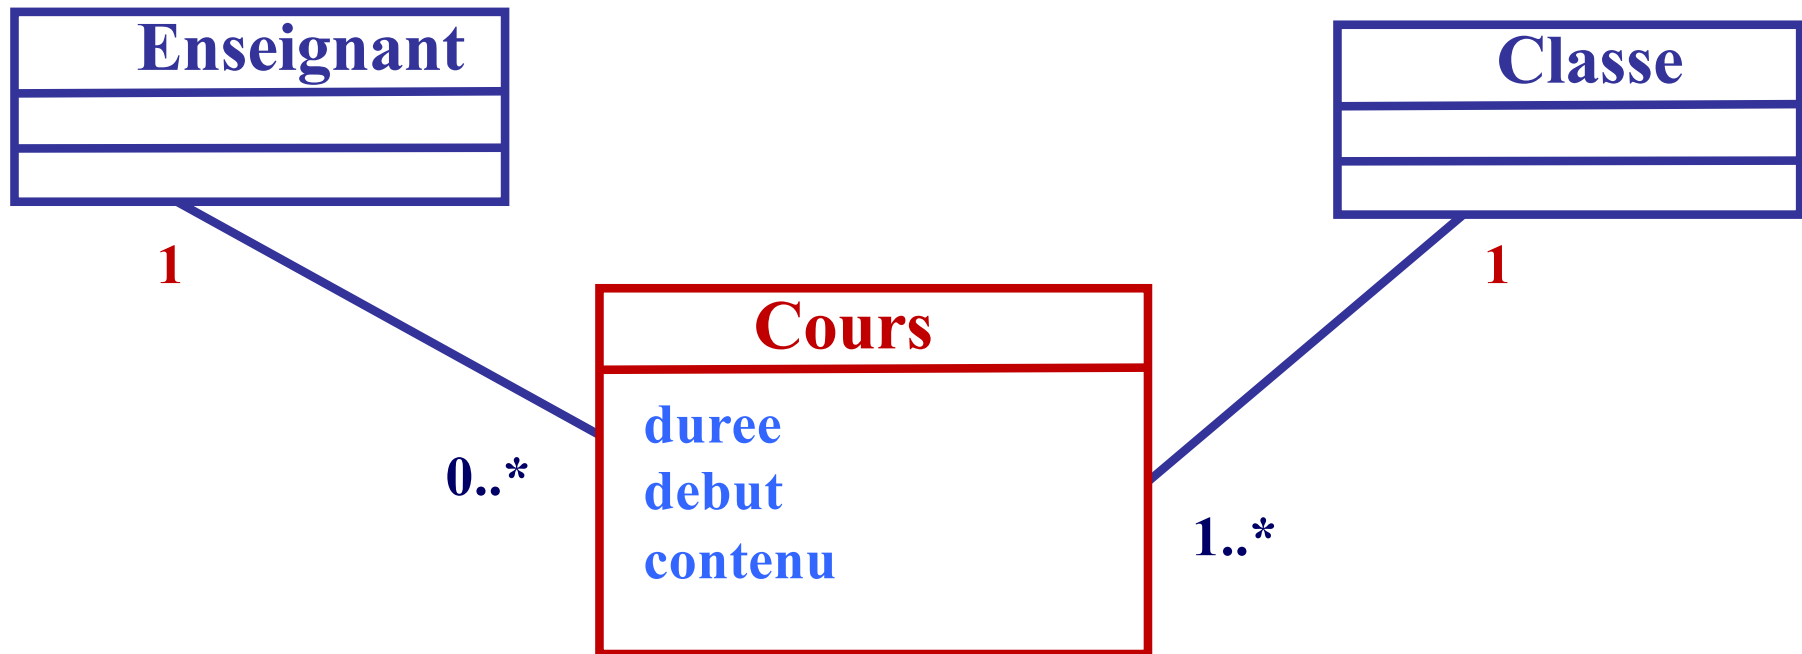 Enseignant
Classe
1
1
Cours
duree
debut
contenu
0..*
1..*